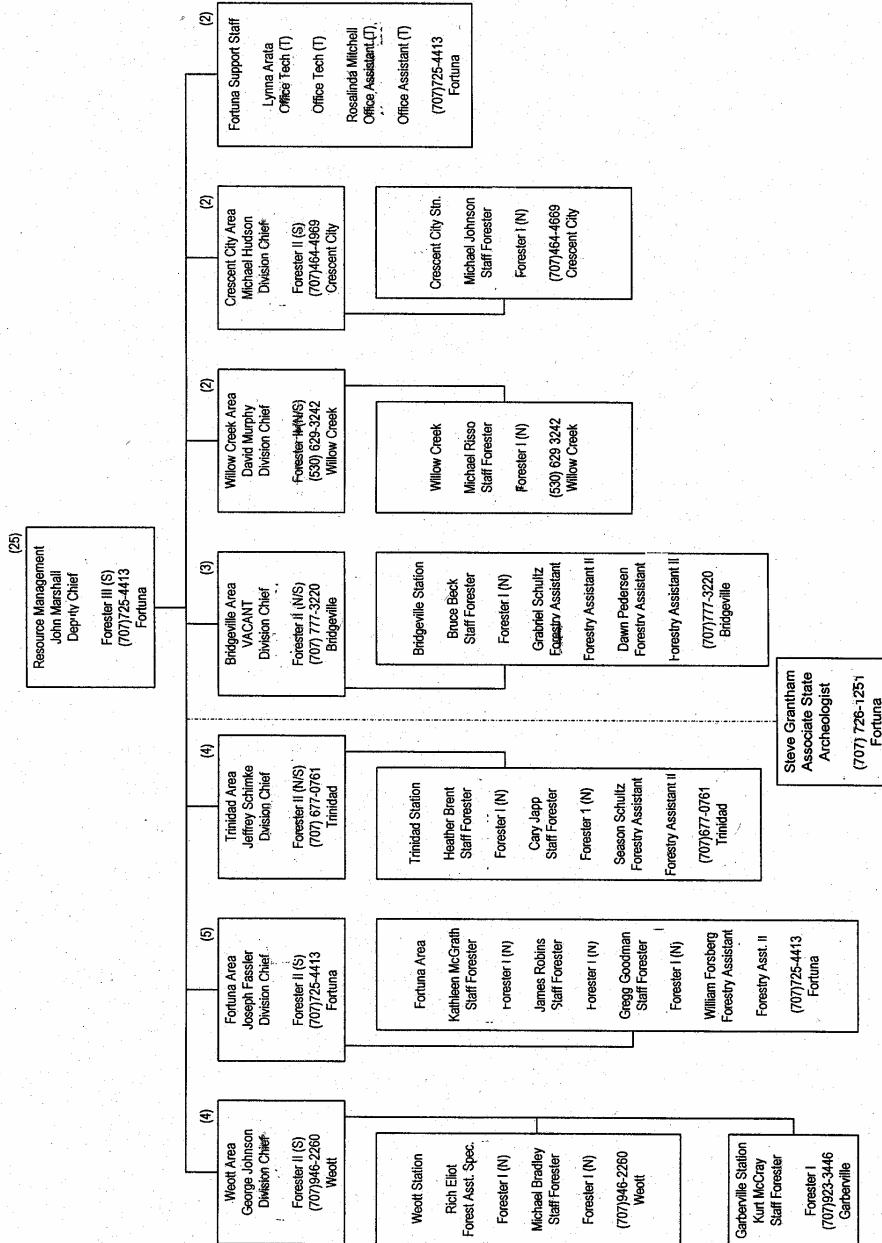 (25)
Resource Management
John Marshall
Deputy Chief
Forester III (S)
(707)725-4413
Fortuna
(4)
Weott Area
George Johnson
Division Chief
Forester II (S)
(707)946-2260
Weott
Weott Station
Rich Eliot
Forest Asst. Spec.
Forester I (N)
Michael Bradley
Staff Forester
Forester I (N)
(707)946-2260
Weott
Garberville Station
Kurt McCray
Staff Forester
Forester I
(707)923-3446
Garberville
(5)
Fortuna Area
Joseph Fassler
Division Chief
Forester II (S)
(707)725-4413
Fortuna
Fortuna Area
Kathleen McGrath
Staff Forester
Forester I (N)
James Robins
Staff Forester
Forester I (N)
Gregg Goodman
Staff Forester
Forester I (N)
William Forsberg
Forestry Assistant
Forestry Asst. II
(707)725-4413
Fortuna
(4)
Trinidad Area
Jeffrey Schimke
Division Chief
Forester II (N/S)
(707) 677-0761
Trinidad
Trinidad Station
Heather Brent
Staff Forester
Forester I (N)
Cary Japp
Staff Forester
Forester 1 (N)
Season Schultz
Forestry Assistant
Forestry Assistant II
(707)677-0761
Trinidad
(3)
Bridgeville Area
VACANT
Division Chief
Forester II (N/S)
(707) 777-3220
Bridgeville
Bridgeville Station
Bruce Beck
Staff Forester
Forester I (N)
Grabriel Schultz
Forestry Assistant
Forestry Assistant II
Dawn Pedersen
Forestry Assistant
Forestry Assistant II
(707)777-3220
Bridgeville
Steve Grantham
Associate State
Archeologist
(707) 726-1251
Fortuna
(2)
Willow Creek Area
David Murphy
Division Chief
Forester II (N/S)
(530) 629-3242
Willow Creek
Willow Creek
Michael Risso
Staff Forester
Forester I (N)
(530) 629 3242
Willow Creek
(2)
Crescent City Area
Michael Hudson
Division Chief
Forester II (S)
(707)464-4969
Crescent City
Crescent City Stn.
Michael Johnson
Staff Forester
Forester I (N)
(707)464-4669
Crescent City
(2)
Fortuna Support Staff
Lynna Arata
Office Tech (T)
Office Tech (T)
Rosalinda Mitchell
Office Assistant (T)
Office Assistant (T)
(707)725-4413
Fortuna